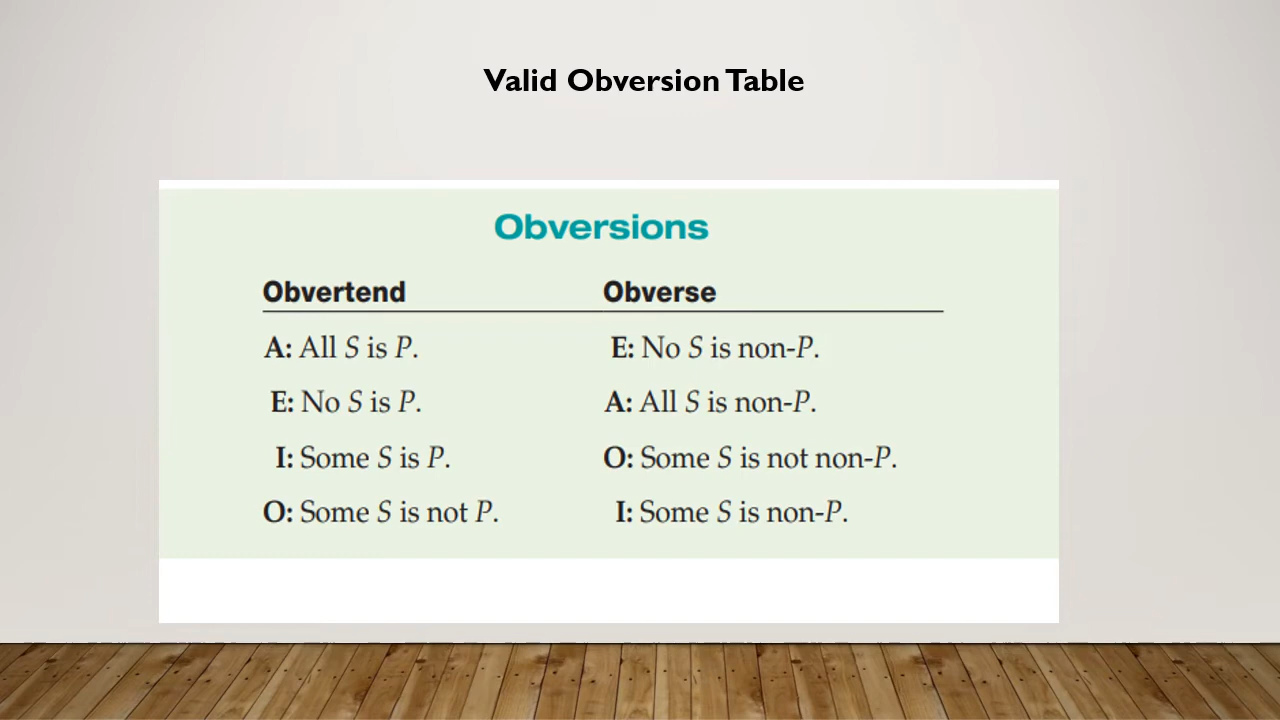 Valid Obversion Table
Obversions
Obvertend Obverse
A: All S is P. E: No S is non-P.
E: No S is P. A: All S is non-P.
I: Some S is P. O: Some S is not non-P.
O: Some S is not P. I: Some S is non-P.